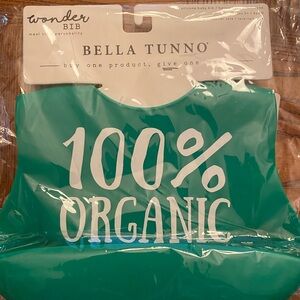 wonder
BIB
BELLA TUNNO
buy one product, give one
100%
ORGANIC